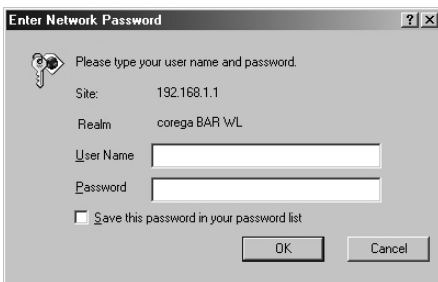 Enter Network Password
Please type your user name and password.
Site: 192.168.1.1
Realm corega BAR WL
User Name
Password
Save this password in your password list
OK Cancel